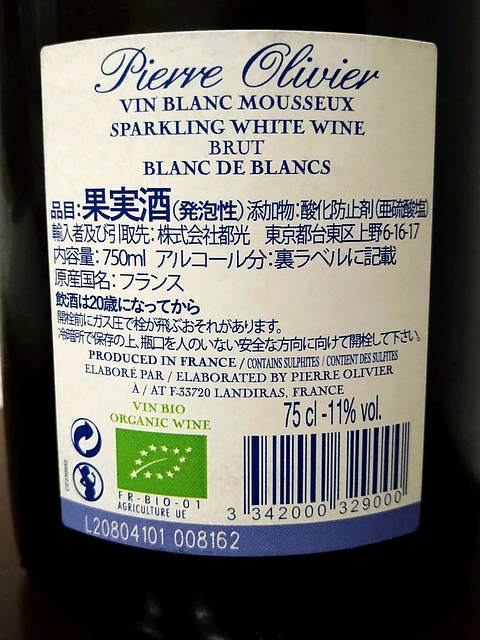 Pierre Olivier
VIN BLANC MOUSSEUX
SPARKLING WHITE WINE
BRUT
BLANC DE BLANCS
品目:果実酒(発泡性) 添加物:酸化防止剤(亜硫酸塩)
輸入者及び引取先:株式会社都光 東京都台東区上野6-16-17
内容量:750ml アルコール分:裏ラベルに記載
原産国名:フランス
飲酒は20歳になってから
開栓前にガス圧で栓が飛ぶおそれがあります。
冷暗所で保存の上、瓶口を人のいない安全な方向に向けて開栓して下さい。
PRODUCED IN FRANCE / CONTAINS SULPHITES / CONTIENT DES SULFITES
ELABORÉ PAR / ELABORATED BY PIERRE OLIVIER
À / AT F-33720 LANDIRAS, FRANCE
VIN BIO
ORGANIC WINE
75 cl -11% vol.
FR-BIO-01
AGRICULTURE UE
3 342000 329000
L20804101 008162